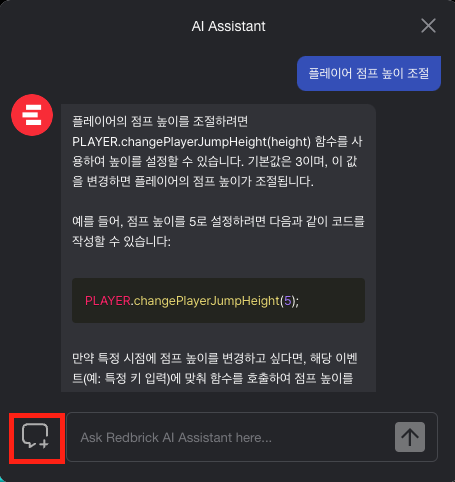 AI Assistant
플레이어 점프 높이 조절
플레이어의 점프 높이를 조절하려면
PLAYER.changePlayerJumpHeight(height) 함수를 사
용하여 높이를 설정할 수 있습니다. 기본값은 3이며, 이 값
을 변경하면 플레이어의 점프 높이가 조절됩니다.
예를 들어, 점프 높이를 5로 설정하려면 다음과 같이 코드를
작성할 수 있습니다:
PLAYER.changePlayerJumpHeight(5);
만약 특정 시점에 점프 높이를 변경하고 싶다면, 해당 이벤
트(예: 특정 키 입력)에 맞춰 함수를 호출하여 점프 높이를
Ask Redbrick AI Assistant here...